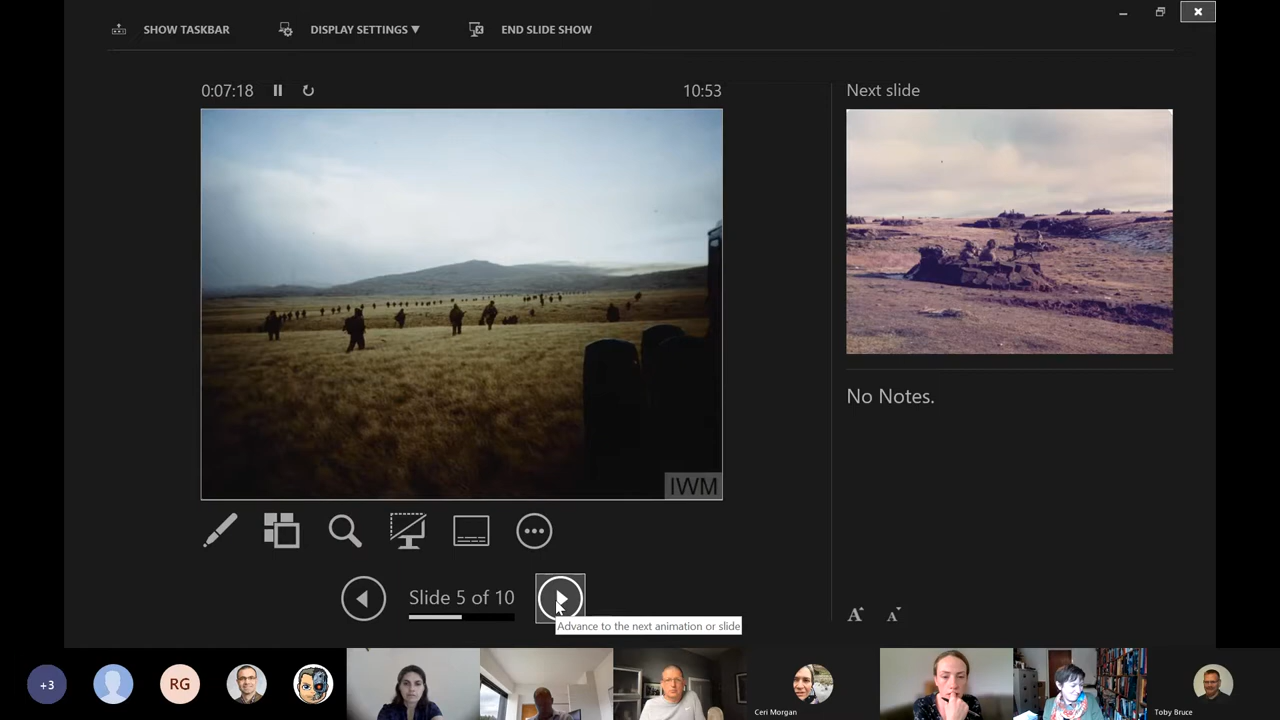 SHOW TASKBAR
DISPLAY SETTINGS ▼
END SLIDE SHOW
0:07:18
10:53
Next slide
IWM
No Notes.
Slide 5 of 10
Advance to the next animation or slide
A A
+3
RG
Ceri Morgan
Toby Bruce